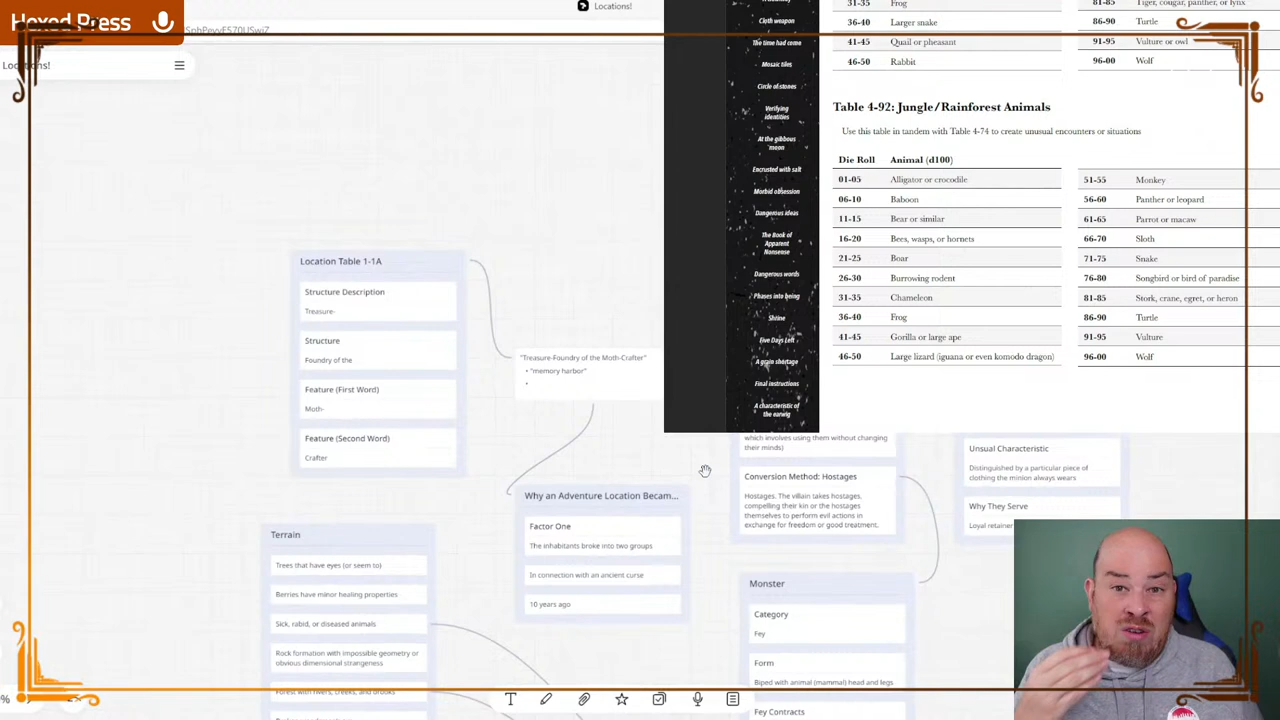 Hexed Press
Locations!
Locations!
Cloth weapon
The time had come
Mosaic tiles
Circle of stones
Verifying
identities
At the gibbous
moon
Encrusted with salt
Morbid obsession
Dangerous ideas
The Book of
Apparent
Nonsense
Dangerous words
Phases into being
Shrine
Five Days Left
A grain shortage
Final instructions
A characteristic of
the earwig
31-35 Frog
36-40 Larger snake
41-45 Quail or pheasant
46-50 Rabbit
81-85 Tiger, cougar, panther, or lynx
86-90 Turtle
91-95 Vulture or owl
96-00 Wolf
Table 4-92: Jungle/Rainforest Animals
Use this table in tandem with Table 4-74 to create unusual encounters or situations
Die Roll Animal (d100)
01-05 Alligator or crocodile
06-10 Baboon
11-15 Bear or similar
16-20 Bees, wasps, or hornets
21-25 Boar
26-30 Burrowing rodent
31-35 Chameleon
36-40 Frog
41-45 Gorilla or large ape
46-50 Large lizard (iguana or even komodo dragon)
51-55 Monkey
56-60 Panther or leopard
61-65 Parrot or macaw
66-70 Sloth
71-75 Snake
76-80 Songbird or bird of paradise
81-85 Stork, crane, egret, or heron
86-90 Turtle
91-95 Vulture
96-00 Wolf
Location Table 1-1A
Structure Description
Treasure-
Structure
Foundry of the
Feature (First Word)
Moth-
Feature (Second Word)
Crafter
"Treasure-Foundry of the Moth-Crafter"
• "memory harbor"
•
Why an Adventure Location Becam...
Factor One
The inhabitants broke into two groups
In connection with an ancient curse
10 years ago
Terrain
Trees that have eyes (or seem to)
Berries have minor healing properties
Sick, rabid, or diseased animals
Rock formation with impossible geometry or
obvious dimensional strangeness
Forest with rivers, creeks, and brooks
which involves using them without changing
their minds)
Conversion Method: Hostages
Hostages. The villain takes hostages,
compelling their kin or the hostages
themselves to perform evil actions in
exchange for freedom or good treatment.
Unsual Characteristic
Distinguished by a particular piece of
clothing the minion always wears
Why They Serve
Loyal retainer
Monster
Category
Fey
Form
Biped with animal (mammal) head and legs
Fey Contracts
%